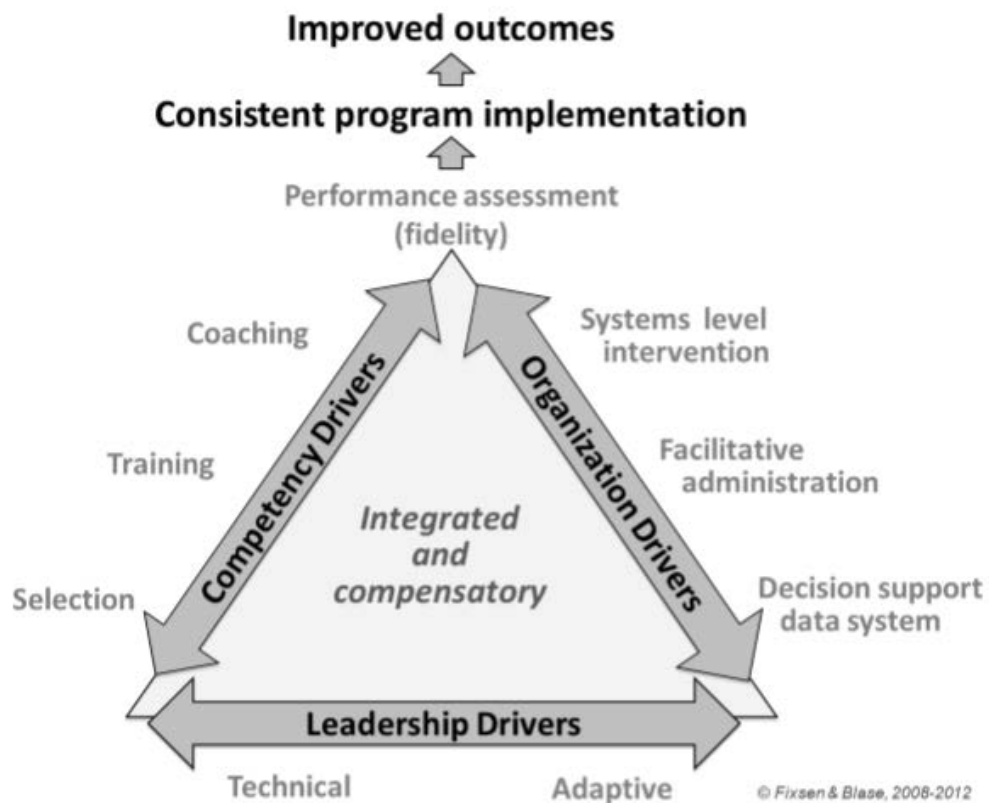 Improved outcomes
Consistent program implementation
Performance assessment
(fidelity)
Coaching
Training
Selection
Competency Drivers
Integrated
and
compensatory
Organization Drivers
Systems level
intervention
Facilitative
administration
Decision support
data system
Leadership Drivers
Technical
Adaptive
© Fixsen & Blase, 2008-2012